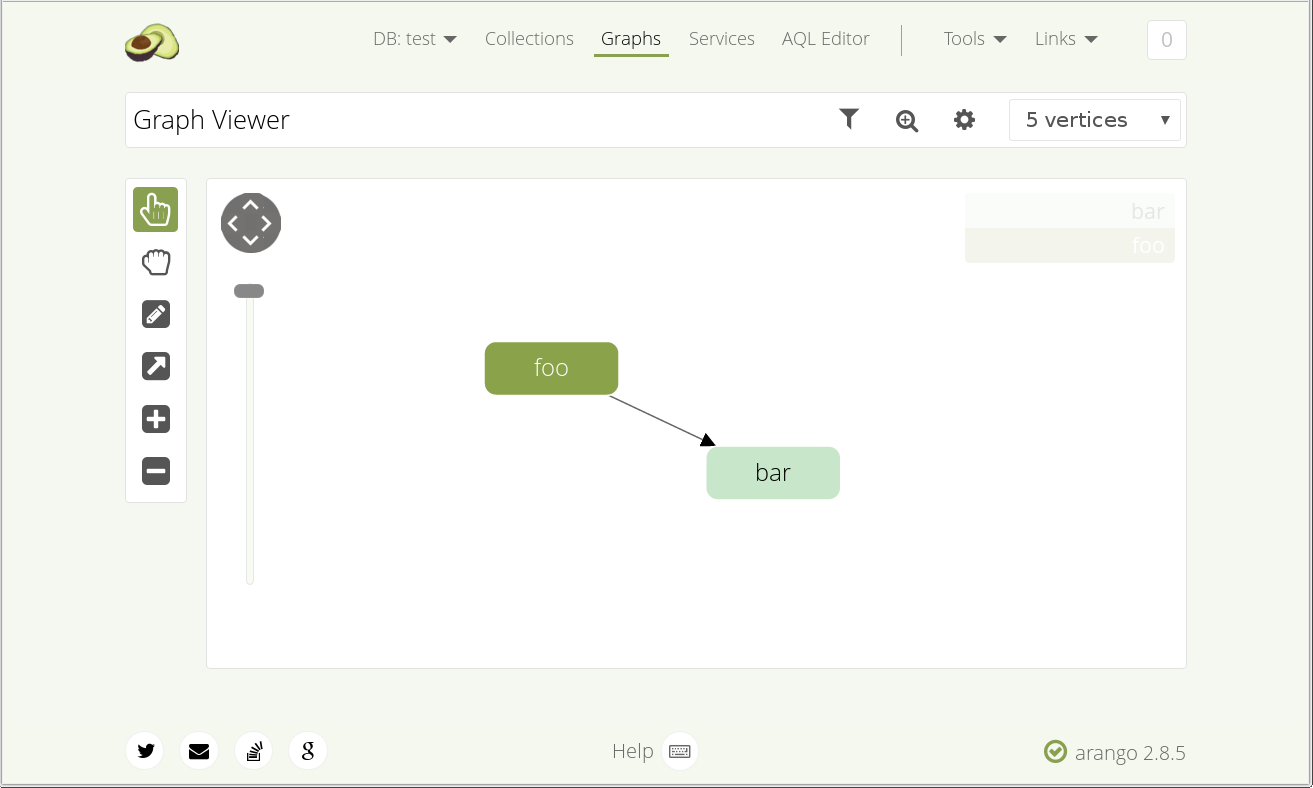 DB: test Collections Graphs Services AQL Editor Tools Links 0
Graph Viewer 5 vertices
bar
foo
foo
bar
Help arango 2.8.5